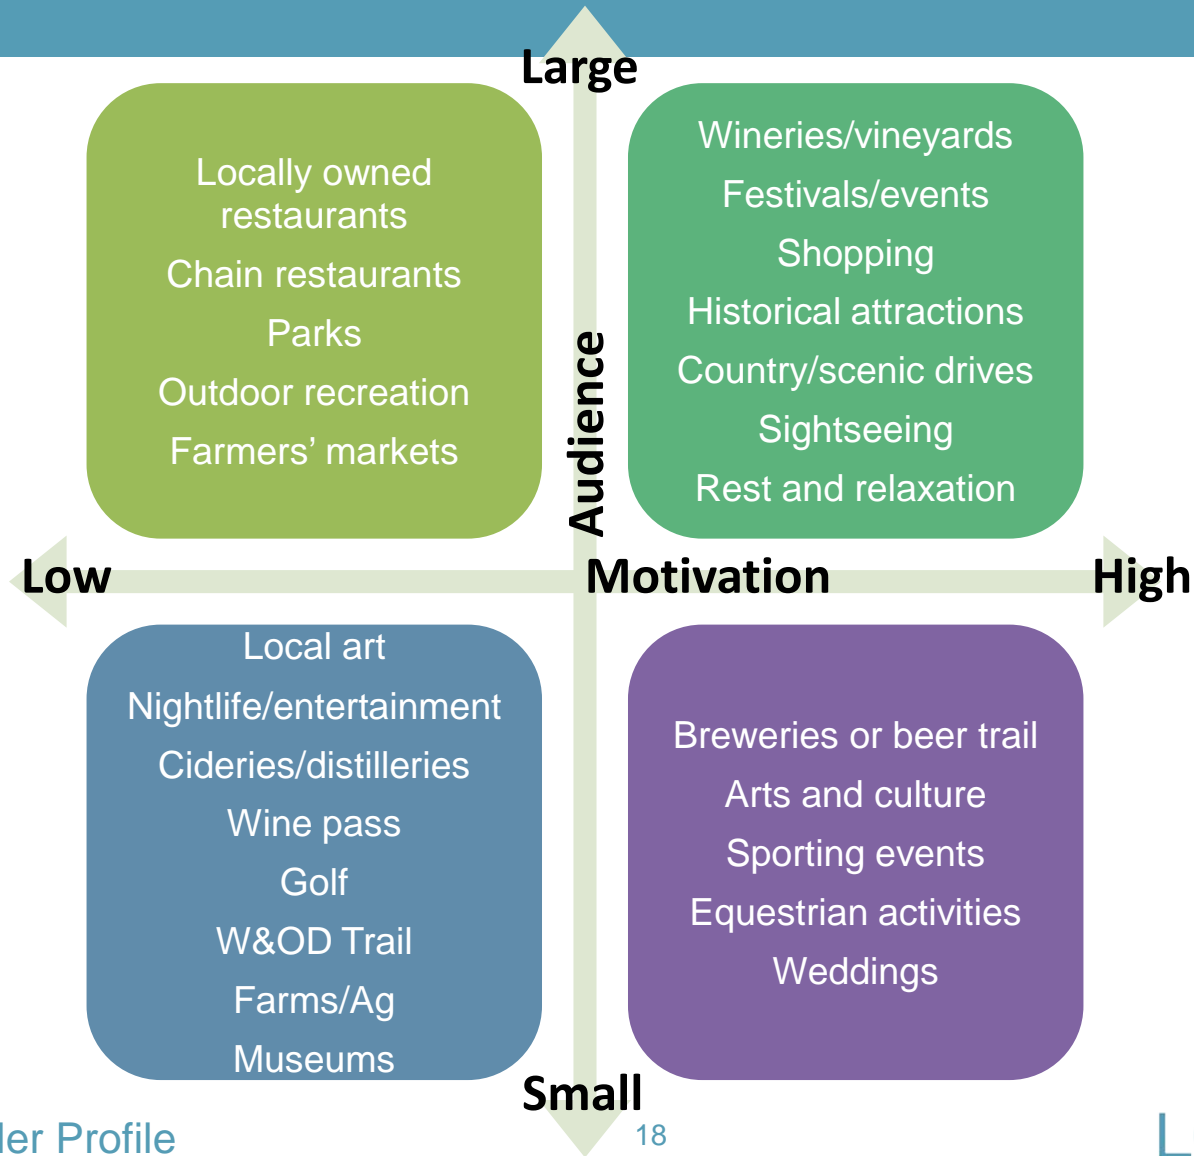 Large
Locally owned
restaurants
Chain restaurants
Parks
Outdoor recreation
Farmers’ markets
Wineries/vineyards
Festivals/events
Shopping
Historical attractions
Country/scenic drives
Sightseeing
Rest and relaxation
Audience
Low
Motivation
High
Local art
Nightlife/entertainment
Cideries/distilleries
Wine pass
Golf
W&OD Trail
Farms/Ag
Museums
Breweries or beer trail
Arts and culture
Sporting events
Equestrian activities
Weddings
Small
Profile
18